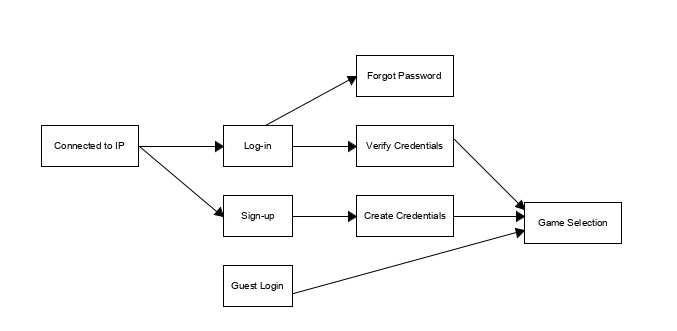 Forgot Password
Connected to IP
Log-in
Verify Credentials
Sign-up
Create Credentials
Game Selection
Guest Login